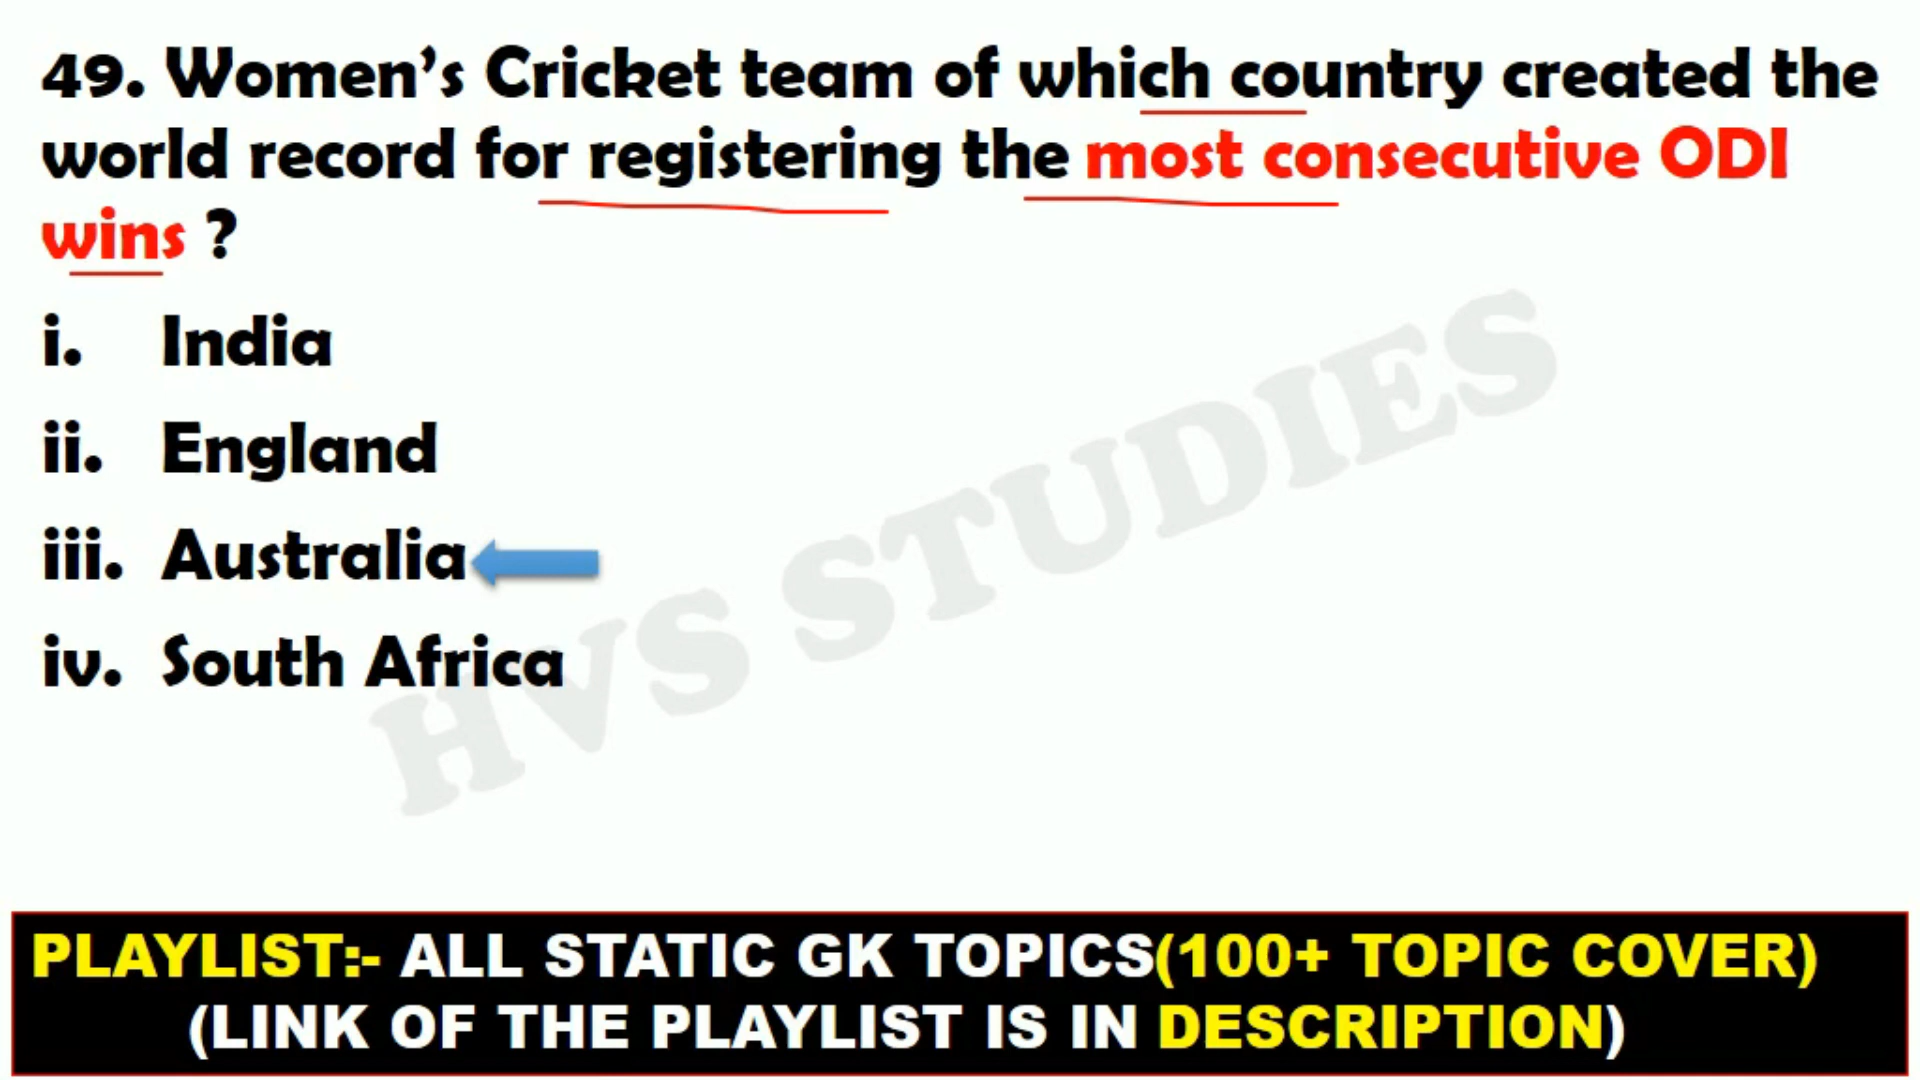 49. Women's Cricket team of which country created the
world record for registering the most consecutive ODI
wins ?
i. India
ii. England
iii. Australia
iv. South Africa
HVS STUDIES
PLAYLIST:- ALL STATIC GK TOPICS(100+ TOPIC COVER)
(LINK OF THE PLAYLIST IS IN DESCRIPTION)